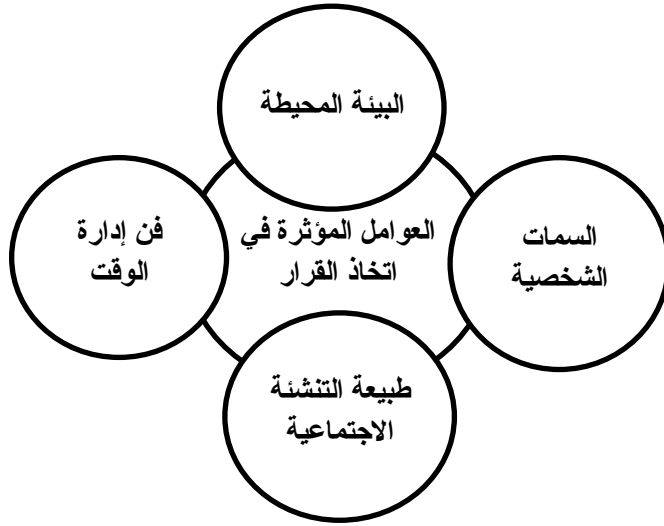 البيئة المحيطة
العوامل المؤثرة في
اتخاذ القرار
السمات
الشخصية
فن إدارة
الوقت
طبيعة التنشئة
الاجتماعية